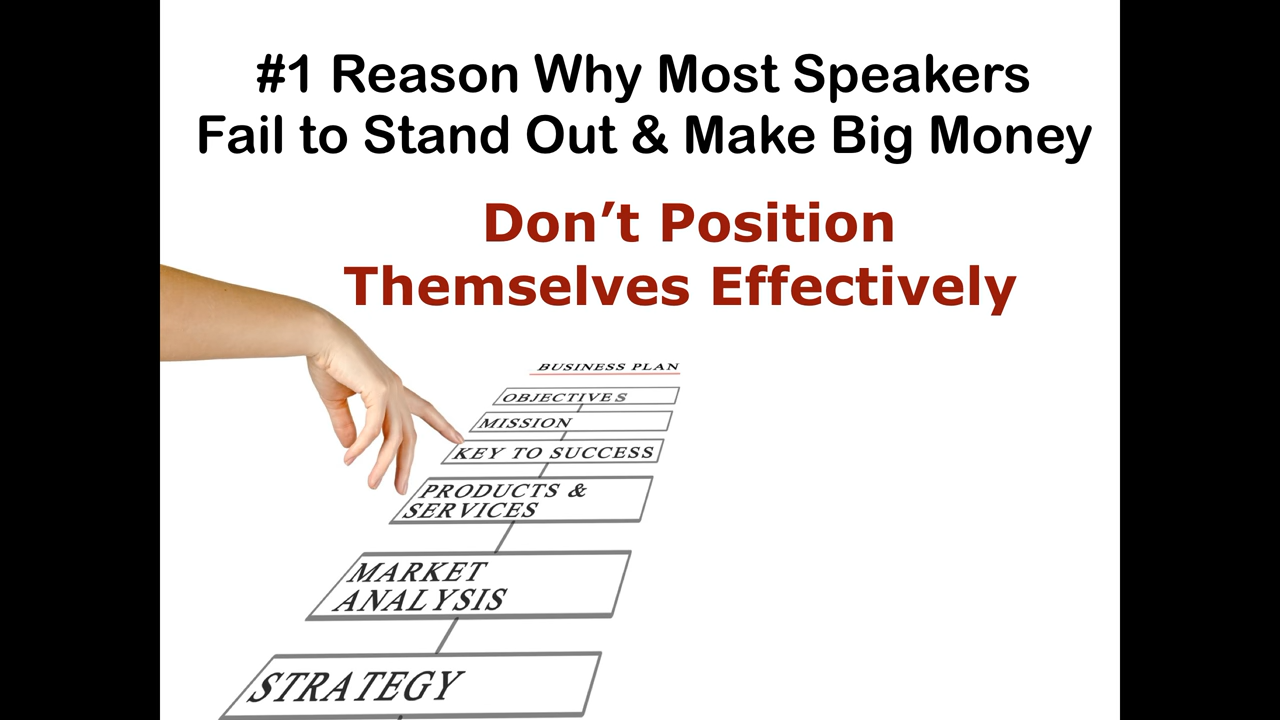 #1 Reason Why Most Speakers
Fail to Stand Out & Make Big Money
Don’t Position
Themselves Effectively
BUSINESS PLAN
OBJECTIVES
MISSION
KEY TO SUCCESS
PRODUCTS &
SERVICES
MARKET
ANALYSIS
STRATEGY